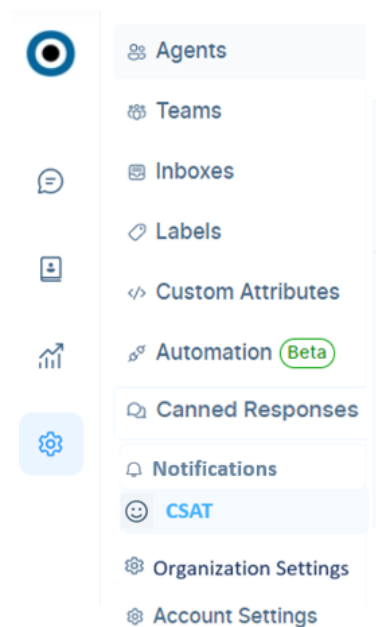 Agents
Teams
Inboxes
Labels
Custom Attributes
Automation Beta
Canned Responses
Notifications
CSAT
Organization Settings
Account Settings